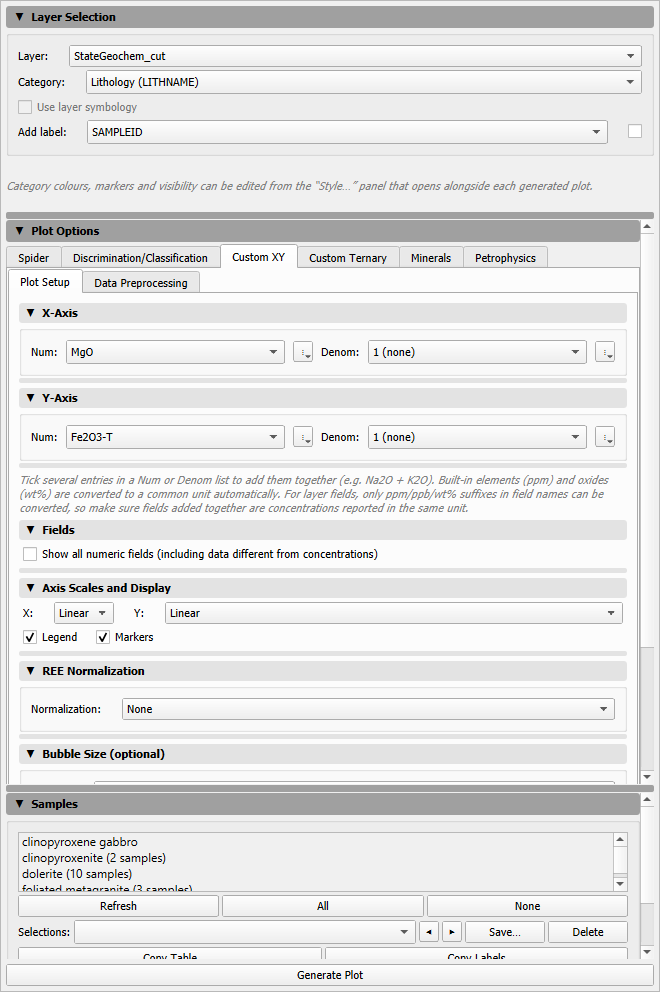 ▼ Layer Selection
Layer: StateGeochem_cut
Category: Lithology (LITHNAME)
Use layer symbology
Add label: SAMPLEID
Category colours, markers and visibility can be edited from the "Style..." panel that opens alongside each generated plot.
▼ Plot Options
Spider Discrimination/Classification Custom XY Custom Ternary Minerals Petrophysics
Plot Setup Data Preprocessing
▼ X-Axis
Num: MgO Denom: 1 (none)
▼ Y-Axis
Num: Fe2O3-T Denom: 1 (none)
Tick several entries in a Num or Denom list to add them together (e.g. Na2O + K2O). Built-in elements (ppm) and oxides
(wt%) are converted to a common unit automatically. For layer fields, only ppm/ppb/wt% suffixes in field names can be
converted, so make sure fields added together are concentrations reported in the same unit.
▼ Fields
Show all numeric fields (including data different from concentrations)
▼ Axis Scales and Display
X: Linear Y: Linear
Legend Markers
▼ REE Normalization
Normalization: None
▼ Bubble Size (optional)
▼ Samples
clinopyroxene gabbro
clinopyroxenite (2 samples)
dolerite (10 samples)
foliated metagranite (3 samples)
Refresh All None
Selections: Save... Delete
Copy Table Copy Labels
Generate Plot